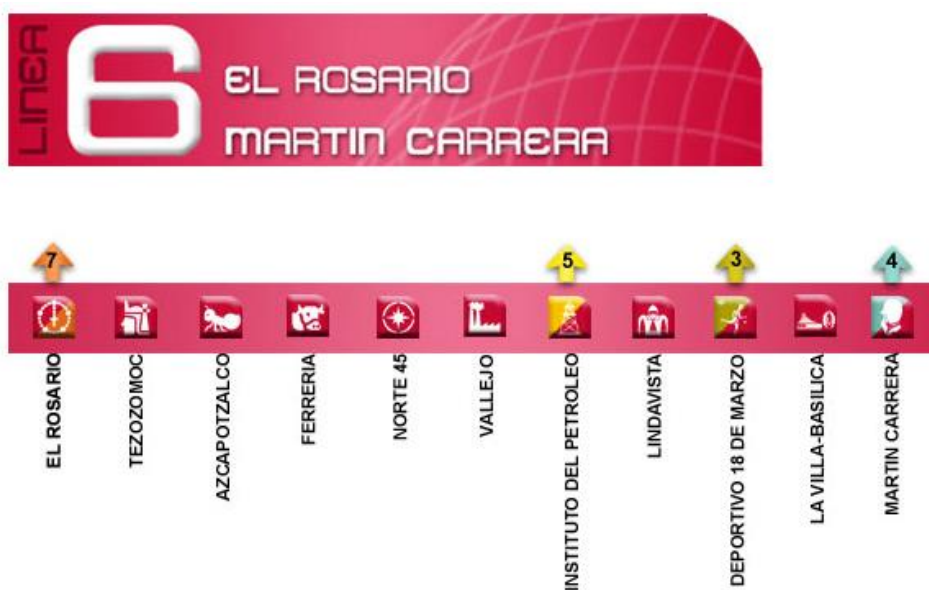 LINEA
6
EL ROSARIO
MARTIN CARRERA
7
5
3
4
EL ROSARIO
TEZOZOMOC
AZCAPOTZALCO
FERRERIA
NORTE 45
VALLEJO
INSTITUTO DEL PETROLEO
LINDAVISTA
DEPORTIVO 18 DE MARZO
LA VILLA-BASILICA
MARTIN CARRERA